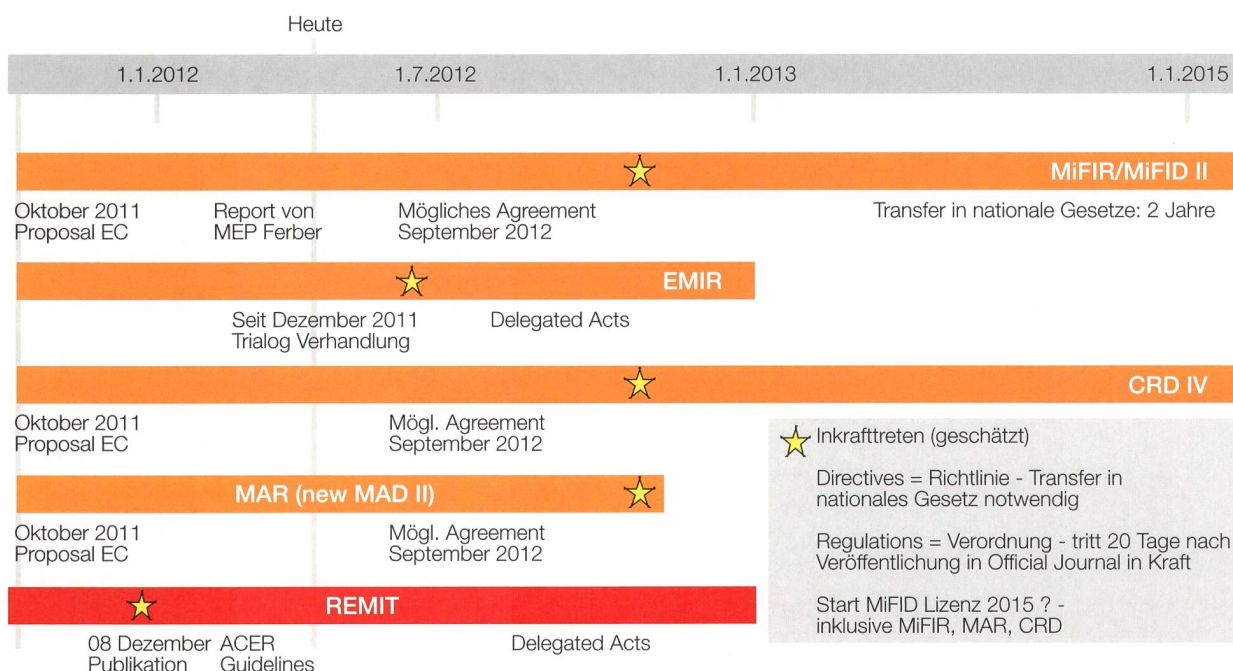 Heute
1.1.2012
1.7.2012
1.1.2013
1.1.2015
MiFIR/MiFID II
Oktober 2011
Proposal EC
Report von
MEP Ferber
Mögliches Agreement
September 2012
Transfer in nationale Gesetze: 2 Jahre
EMIR
Seit Dezember 2011
Trialog Verhandlung
Delegated Acts
CRD IV
Oktober 2011
Proposal EC
Mögl. Agreement
September 2012
MAR (new MAD II)
Oktober 2011
Proposal EC
Mögl. Agreement
September 2012
REMIT
08 Dezember
Publikation
ACER
Guidelines
Delegated Acts
Inkrafttreten (geschätzt)
Directives = Richtlinie - Transfer in
nationales Gesetz notwendig
Regulations = Verordnung - tritt 20 Tage nach
Veröffentlichung in Official Journal in Kraft
Start MiFID Lizenz 2015 ? -
inklusive MiFIR, MAR, CRD